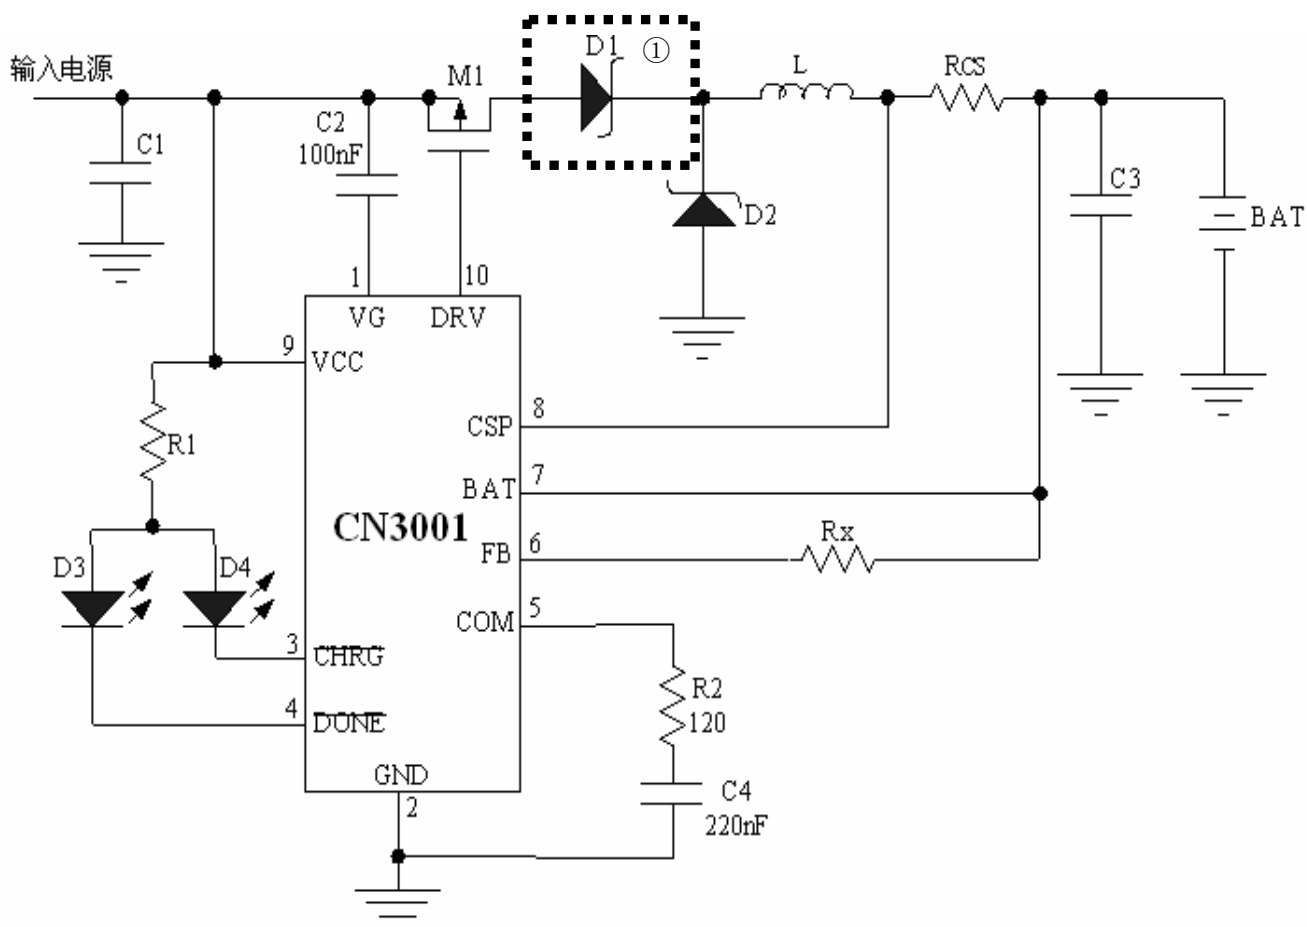 D1
①
输入电源
M1
L
RCS
C2
100nF
C1
C3
D2
BAT
1
10
VG
DRV
9
VCC
8
CSP
R1
7
BAT
CN3001
6
FB
Rx
D3
D4
5
COM
3
CHRG
R2
120
4
DONE
GND
2
C4
220nF